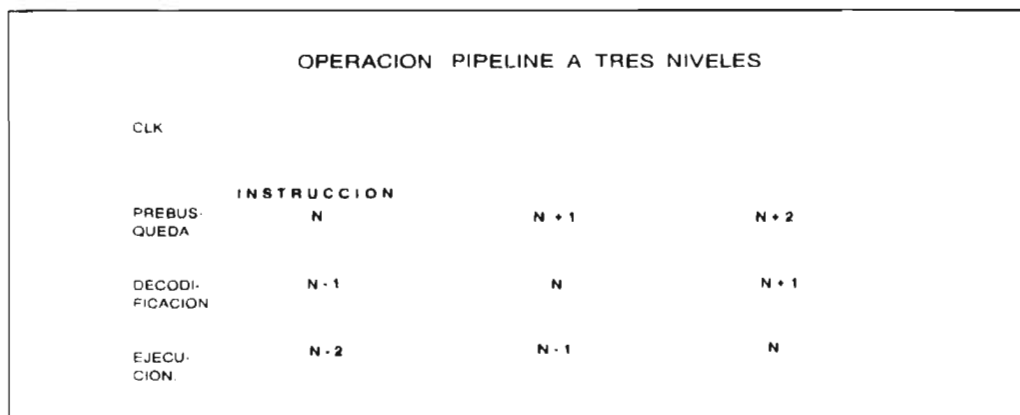 OPERACION PIPELINE A TRES NIVELES
CLK
INSTRUCCION
PREBUS-
QUEDA
N N + 1 N + 2
DECODI-
FICACION
N - 1 N N + 1
EJECU-
CION.
N - 2 N - 1 N